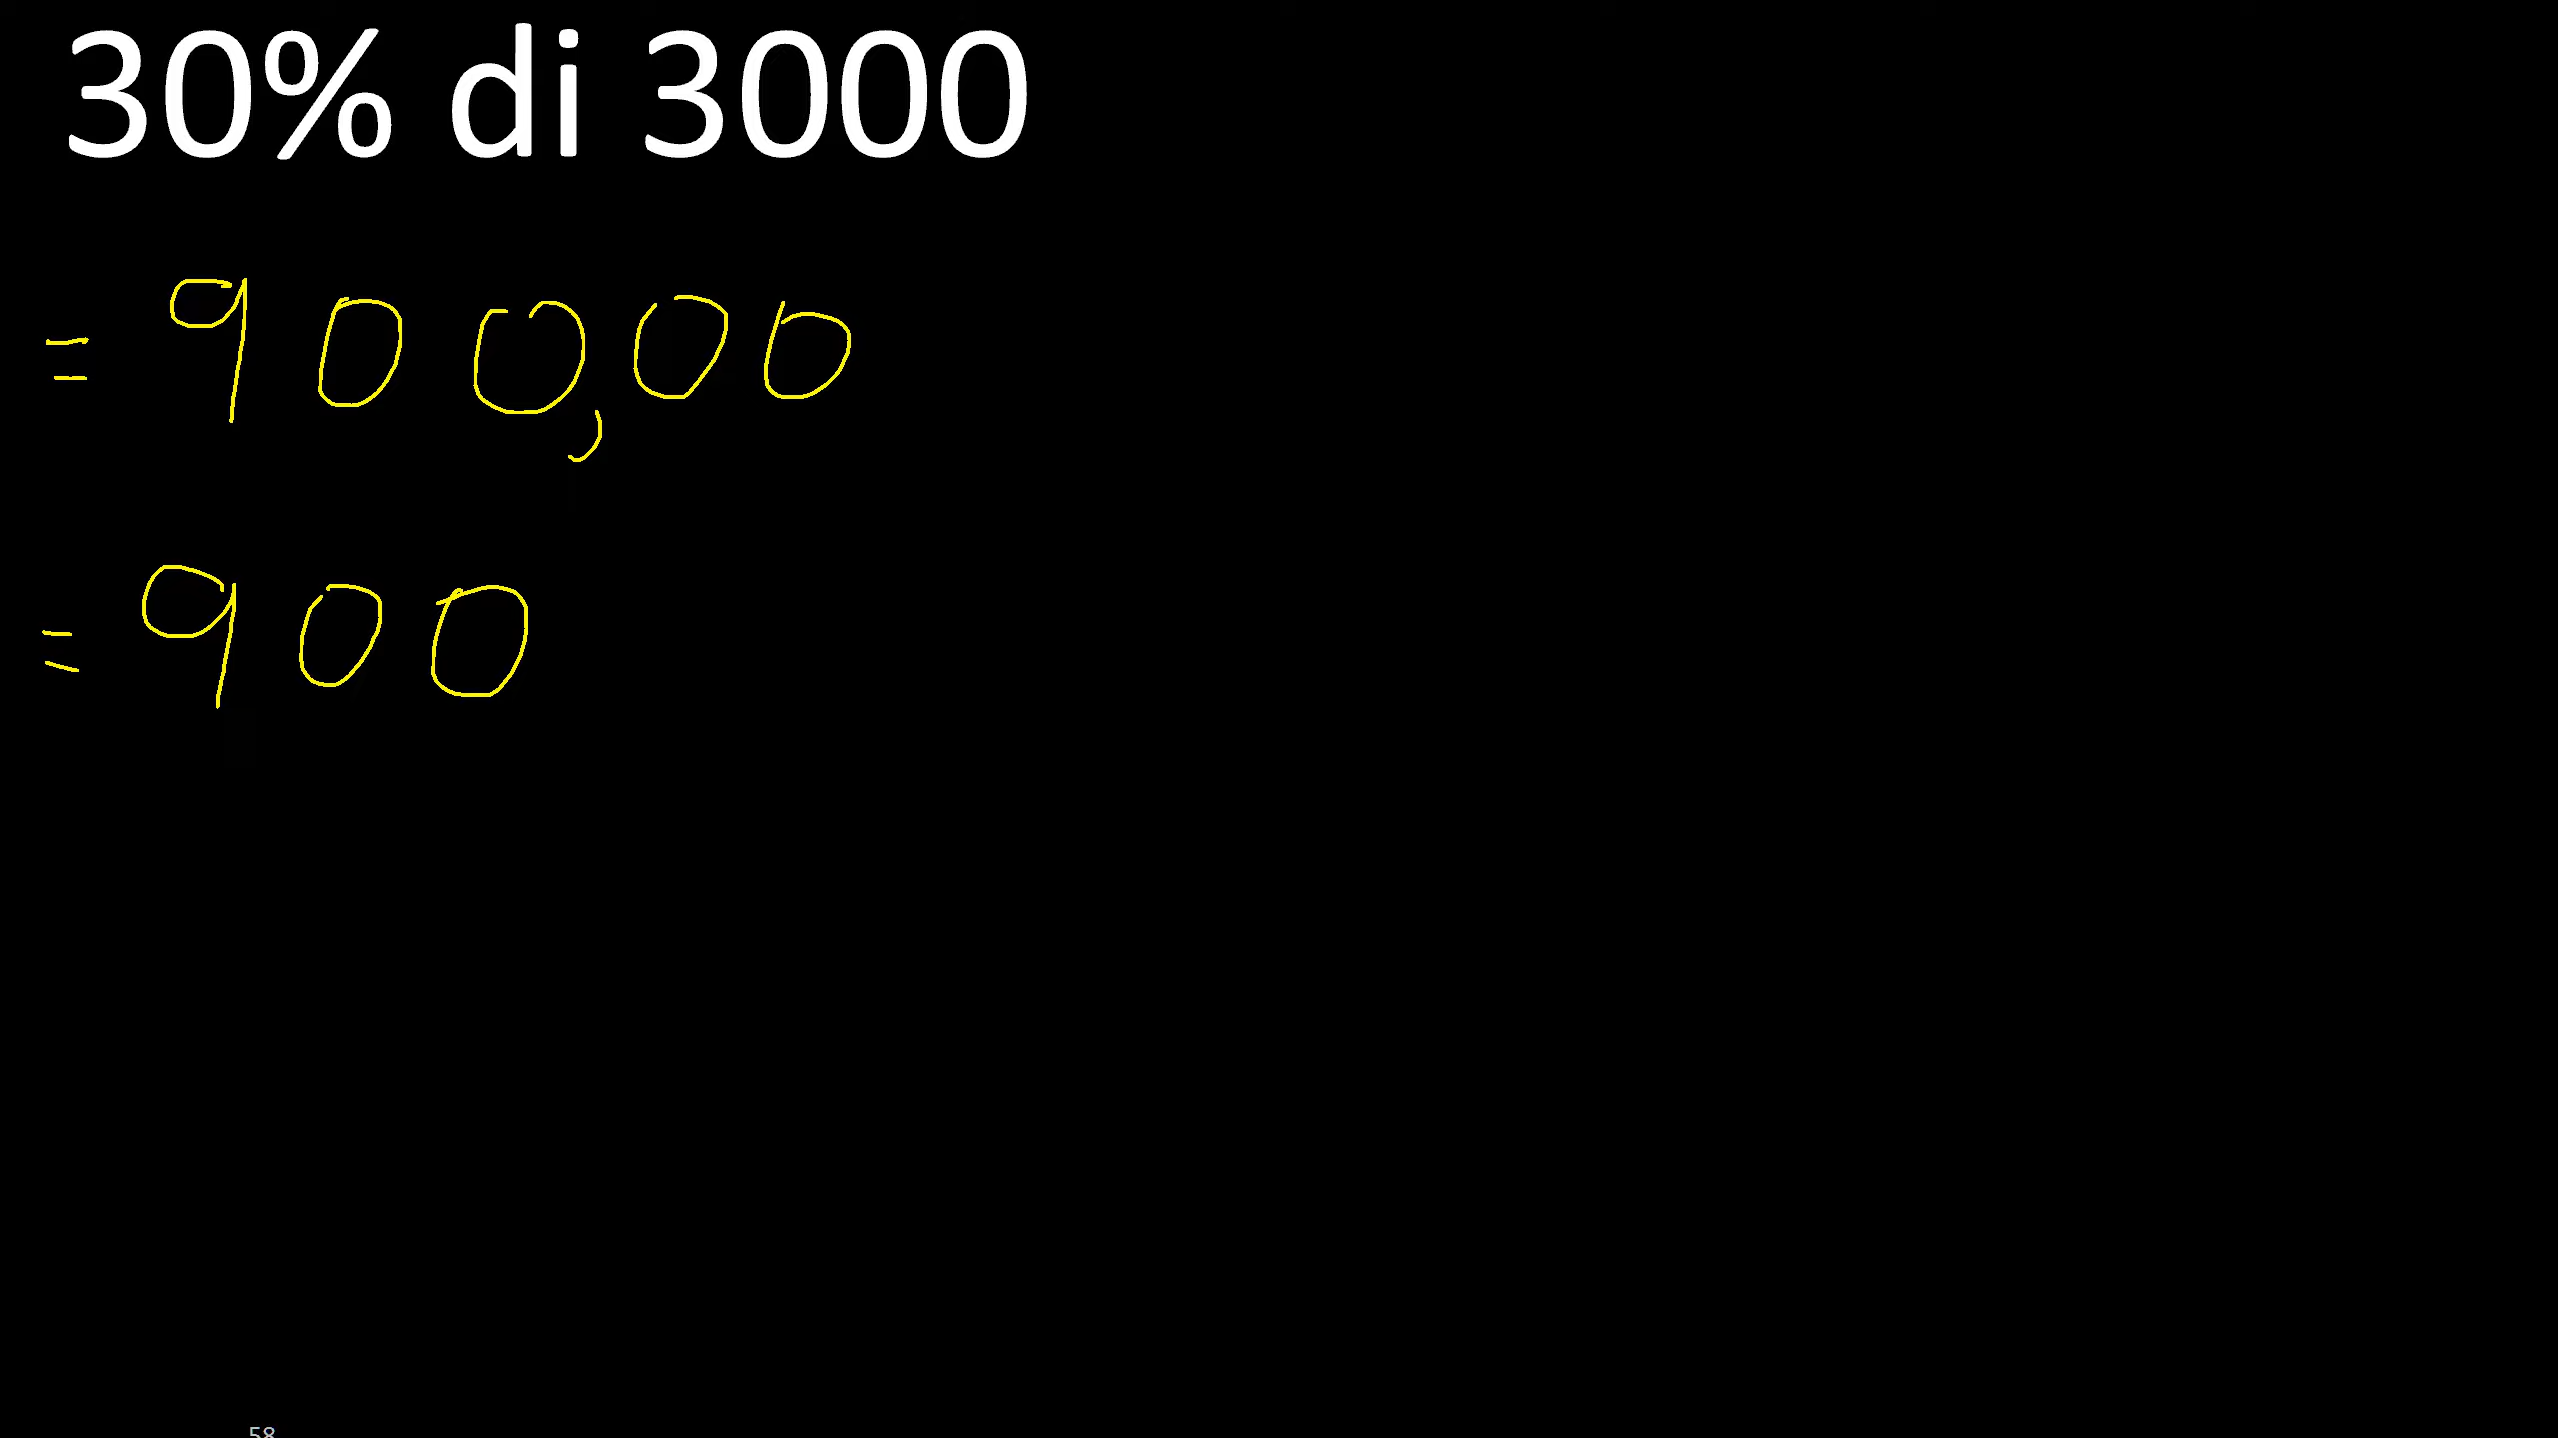 30% di 3000
= 900,00
= 900
58